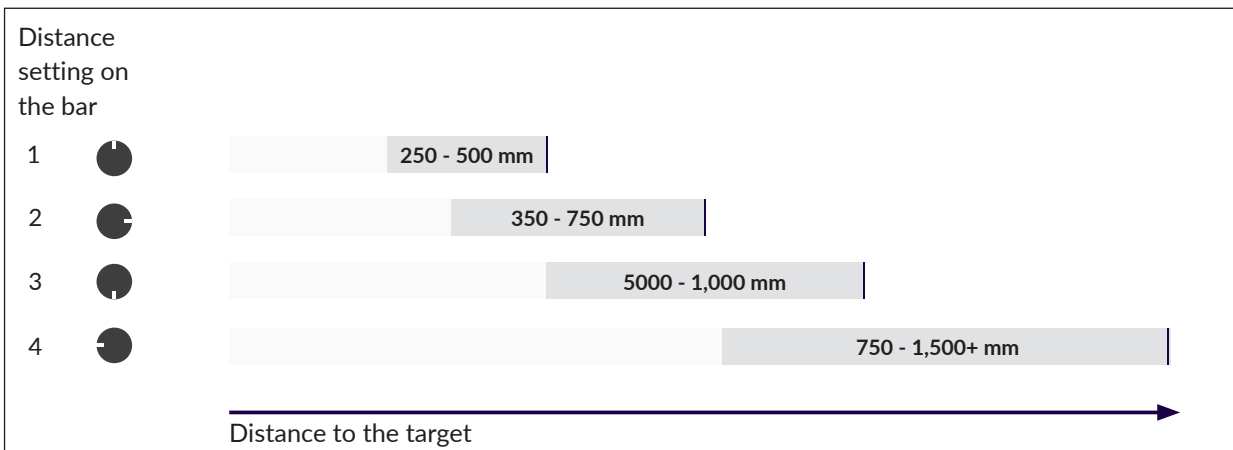 Distance
setting on
the bar
1 250 - 500 mm
2 350 - 750 mm
3 5000 - 1,000 mm
4 750 - 1,500+ mm
Distance to the target